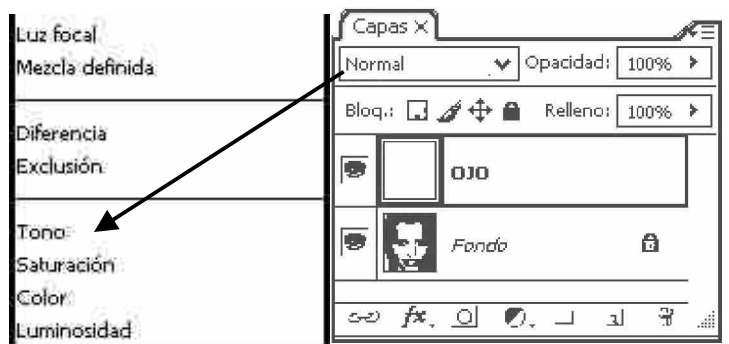 Luz focal
Mezcla definida
Diferencia
Exclusión
Tono
Saturación
Color
Luminosidad
Capas ×
Normal Opacidad: 100%
Bloq.: Relleno: 100%
OJO
Fondo
fx.